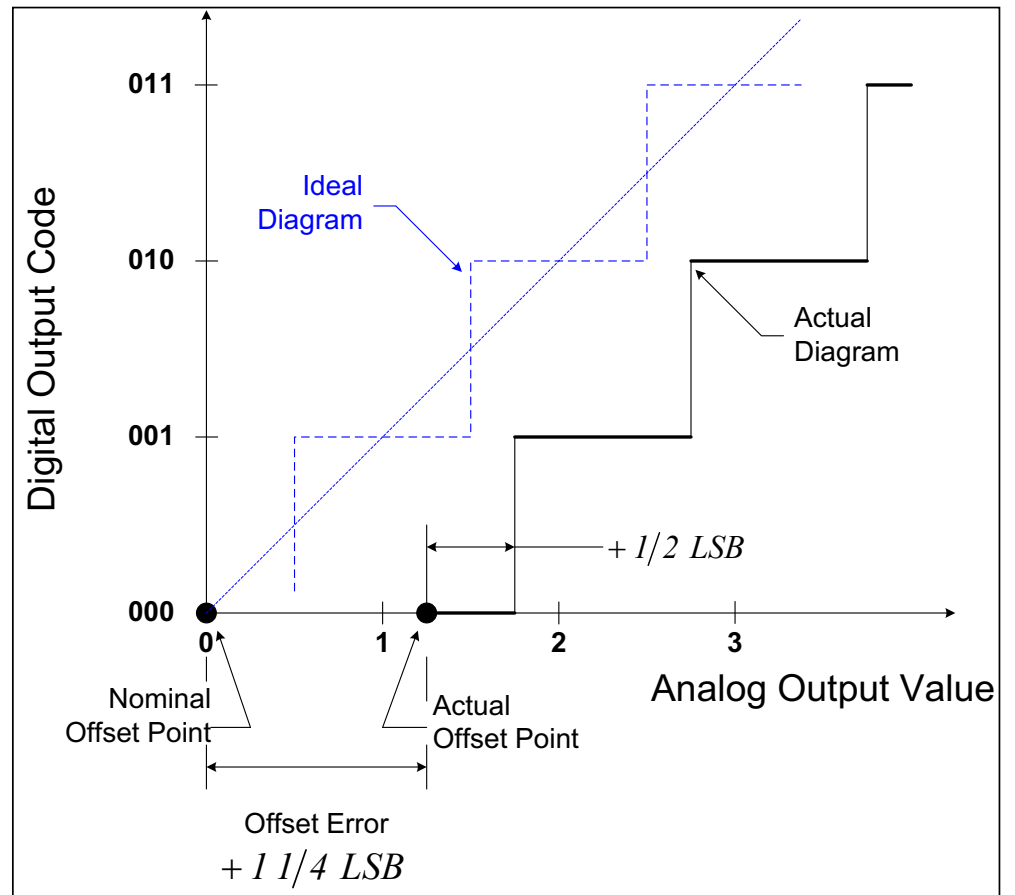 Digital Output Code
011
010
001
000
Ideal
Diagram
Actual
Diagram
+ 1/2 LSB
0
1
2
3
Analog Output Value
Nominal
Offset Point
Actual
Offset Point
Offset Error
+ 1 1/4 LSB